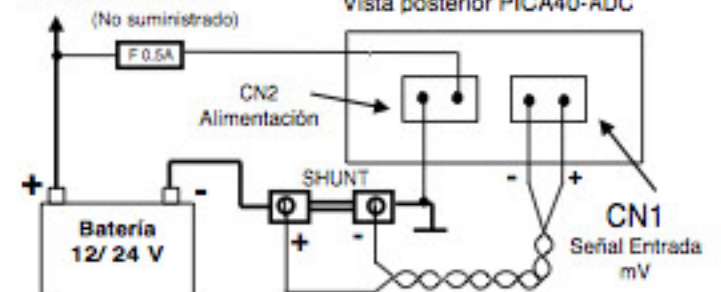 Vista posterior PICA40-ADC
(No suministrado)
F 0.5A
CN2
Alimentación
- +
SHUNT
+ -
+ -
CN1
Señal Entrada
mV
Batería
12/ 24 V